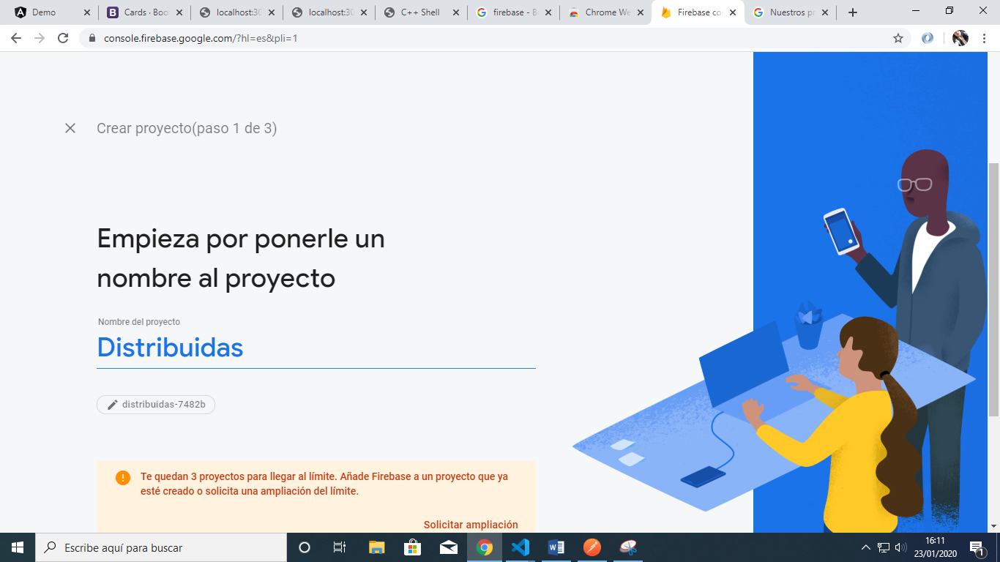 Demo
Cards · Boo
localhost:30
localhost:30
C++ Shell
firebase - B
Chrome We
Firebase co
Nuestros pr
console.firebase.google.com/?hl=es&pli=1
Crear proyecto(paso 1 de 3)
Empieza por ponerle un
nombre al proyecto
Nombre del proyecto
Distribuidas
distribuidas-7482b
Te quedan 3 proyectos para llegar al límite. Añade Firebase a un proyecto que ya
esté creado o solicita una ampliación del límite.
Solicitar ampliación
Escribe aquí para buscar
16:11
23/01/2020
1